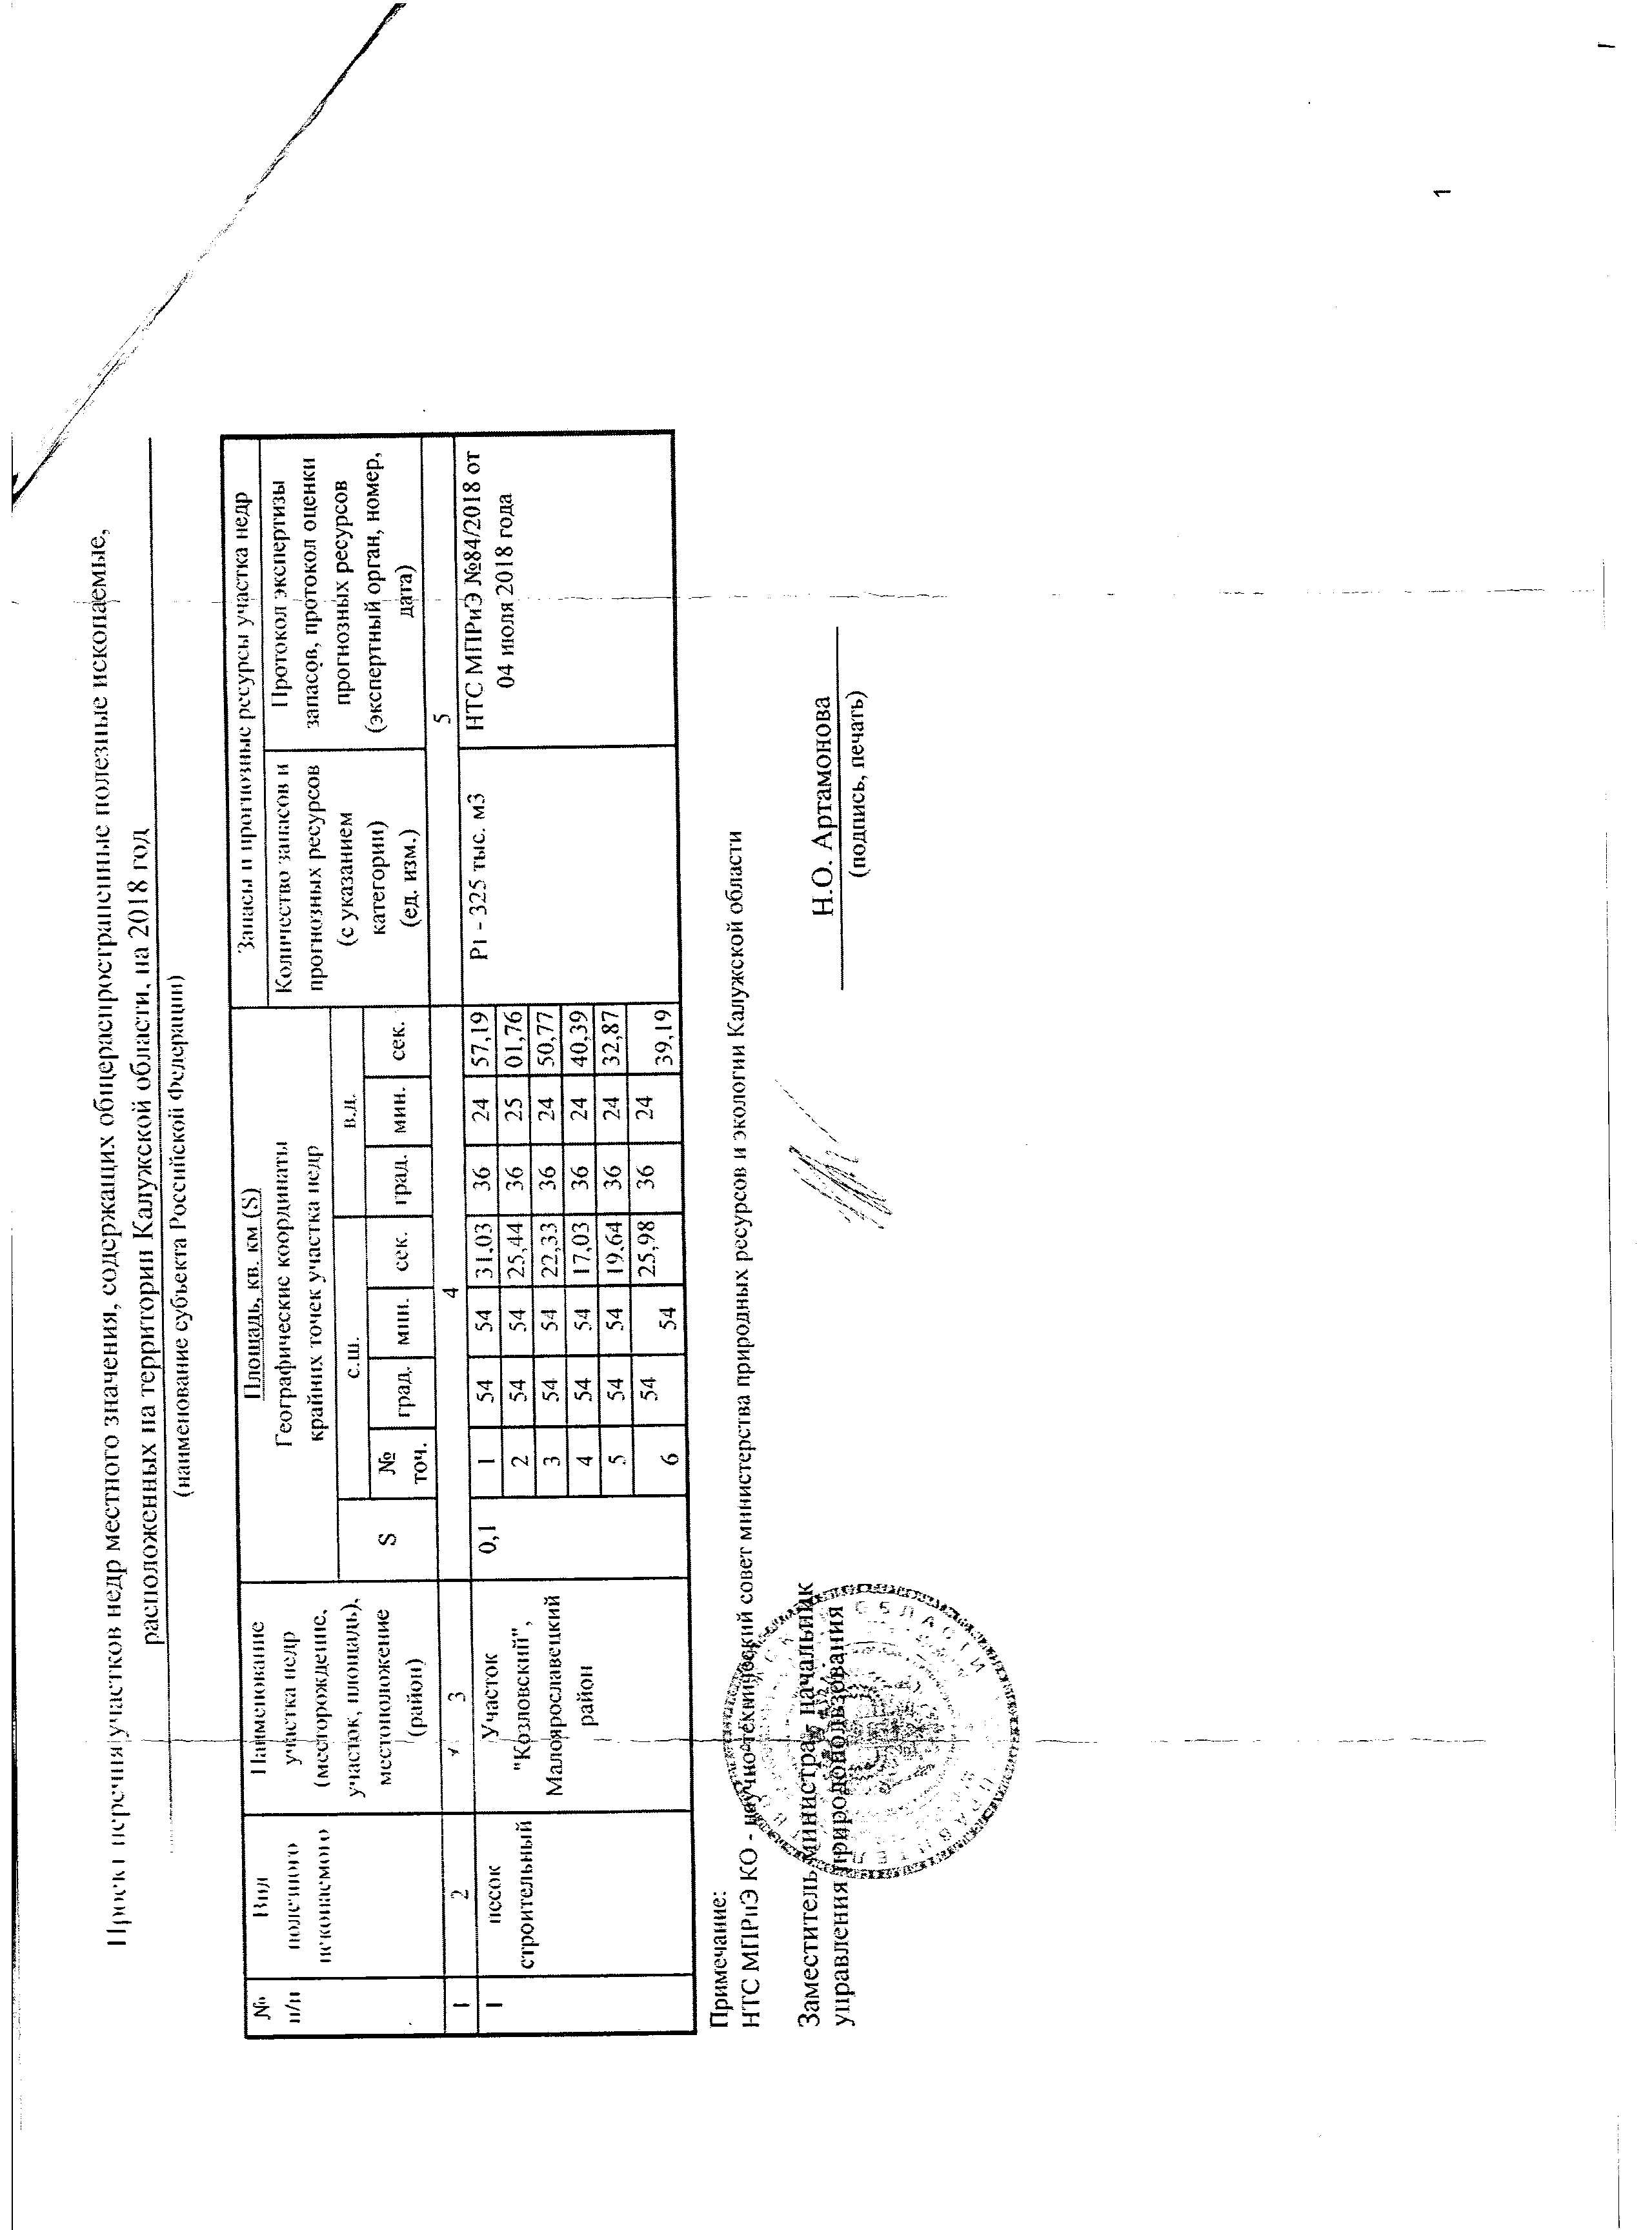 Проект перечня участков недр местного значения, содержащих общераспространенные полезные ископаемые,
расположенных на территории Калужской области, на 2018 год
(наименование субъекта Российской Федерации)
№ п/п
Вид
полезного
ископаемого
Наименование
участка недр
(месторождение,
участок, площадь),
местоположение
(район)
Площадь, кв. км (S)
Географические координаты
крайних точек участка недр
S
с.ш.
в.д.
№ точ.
град.
мин.
сек.
град.
мин.
сек.
Запасы и прогнозные ресурсы участка недр
Количество запасов и
прогнозных ресурсов
(с указанием
категории)
(ед. изм.)
Протокол экспертизы
запасов, протокол оценки
прогнозных ресурсов
(экспертный орган, номер,
дата)
1 2 3 4 5
1
песок
строительный
Участок
"Козловский",
Малоярославецкий
район
0,1
1 54 54 31,03 36 24 57,19
2 54 54 25,44 36 25 01,76
3 54 54 22,33 36 24 50,77
4 54 54 17,03 36 24 40,39
5 54 54 19,64 36 24 32,87
6 54 54 25,98 36 24 39,19
P1 - 325 тыс. м3
НТС МПРиЭ №84/2018 от
04 июля 2018 года
Примечание:
НТС МПРиЭ КО - научно-технический совет министерства природных ресурсов и экологии Калужской области
Заместитель министра - начальник
управления природопользования
Н.О. Артамонова
(подпись, печать)
ОБЛАСТИ
1